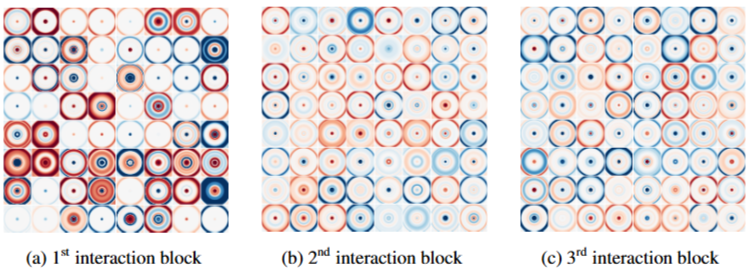 (a) 1st interaction block
(b) 2nd interaction block
(c) 3rd interaction block